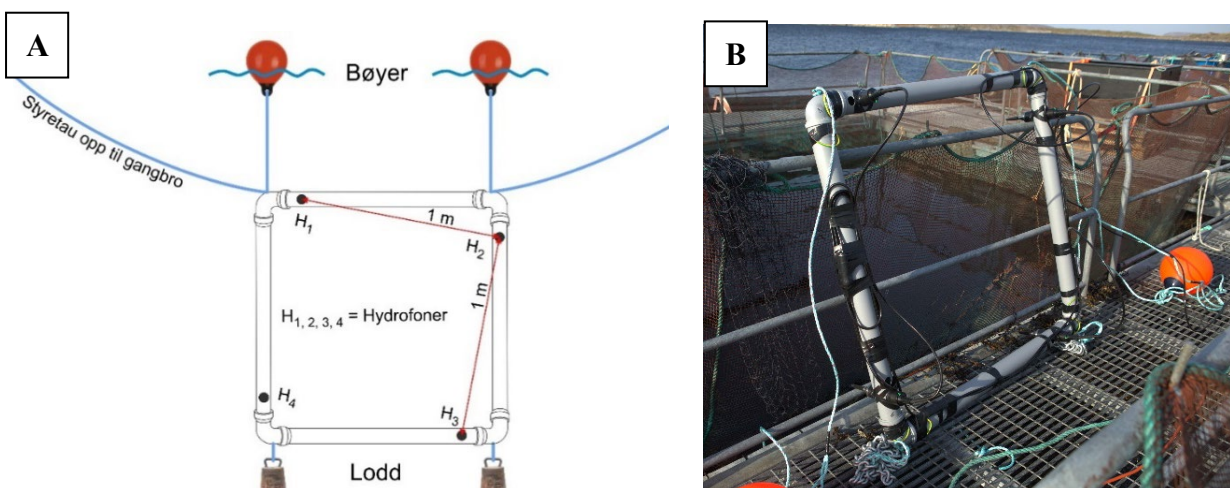 A
Bøyer
Styretau opp til gangbro
H1
1 m
H2
1 m
H1, 2, 3, 4 = Hydrofoner
H4
H3
Lodd
B